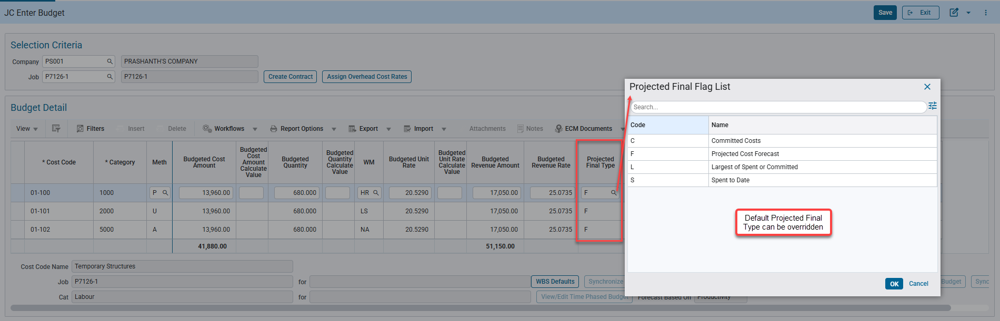 JC Enter Budget
Save
Exit
Selection Criteria
Company PS001 PRASHANTH'S COMPANY
Job P7126-1 P7126-1 Create Contract Assign Overhead Cost Rates
Budget Detail
View Filters Insert Delete Workflows Report Options Export Import Attachments Notes ECM Documents
* Cost Code
* Category
Meth
Budgeted Cost
Amount
Budgeted
Cost
Amount
Calculate
Value
Budgeted
Quantity
Budgeted
Quantity
Calculate
Value
WM
Budgeted Unit
Rate
Budgeted
Unit Rate
Calculate
Value
Budgeted
Revenue Amount
Budgeted
Revenue Rate
Projected
Final Type
01-100 1000 P 13,960.00 680.000 HR 20.5290 17,050.00 25.0735 F
01-101 2000 U 13,960.00 680.000 LS 20.5290 17,050.00 25.0735 F
01-102 5000 A 13,960.00 680.000 NA 20.5290 17,050.00 25.0735 F
41,880.00 51,150.00
Cost Code Name Temporary Structures
Job P7126-1 for WBS Defaults Synchronize Budget Sync
Cat Labour for View/Edit Time Phased Budget Forecast Based On Productivity
Projected Final Flag List
Search...
Code Name
C Committed Costs
F Projected Cost Forecast
L Largest of Spent or Committed
S Spent to Date
Default Projected Final
Type can be overridden
OK Cancel